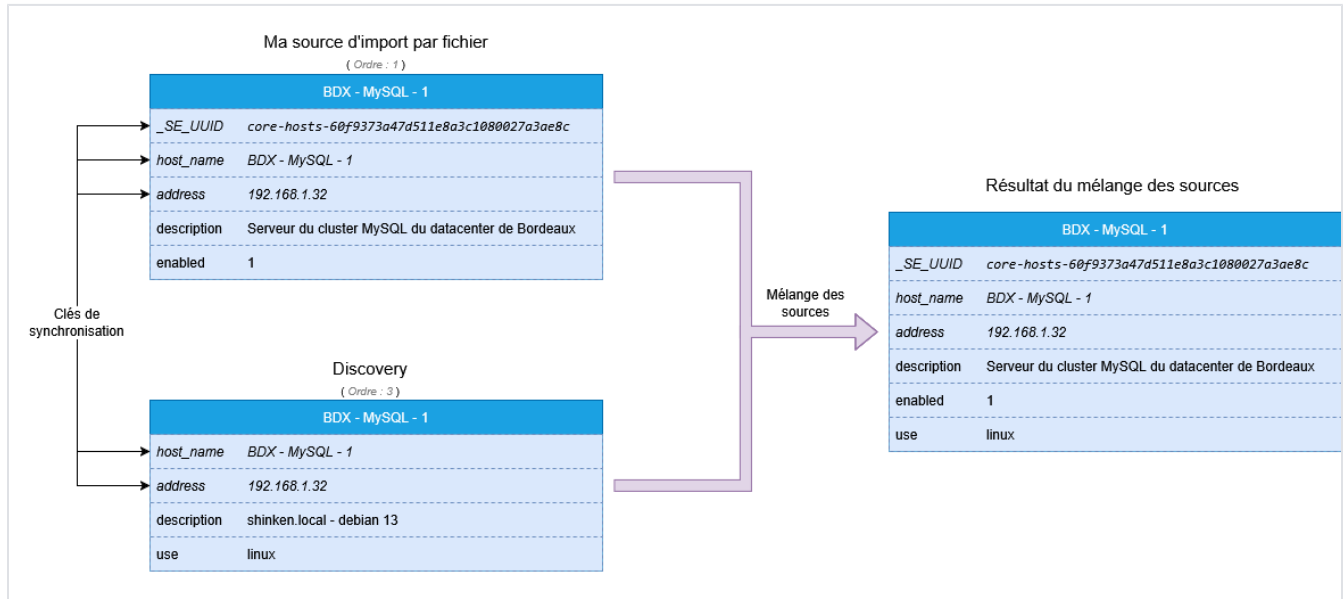 Ma source d'import par fichier
( Ordre : 1 )
BDX - MySQL - 1
_SE_UUID core-hosts-60f9373a47d511e8a3c1080027a3ae8c
host_name BDX - MySQL - 1
address 192.168.1.32
description Serveur du cluster MySQL du datacenter de Bordeaux
enabled 1
Clés de
synchronisation
Discovery
( Ordre : 3 )
BDX - MySQL - 1
host_name BDX - MySQL - 1
address 192.168.1.32
description shinken.local - debian 13
use linux
Mélange des
sources
Résultat du mélange des sources
BDX - MySQL - 1
_SE_UUID core-hosts-60f9373a47d511e8a3c1080027a3ae8c
host_name BDX - MySQL - 1
address 192.168.1.32
description Serveur du cluster MySQL du datacenter de Bordeaux
enabled 1
use linux